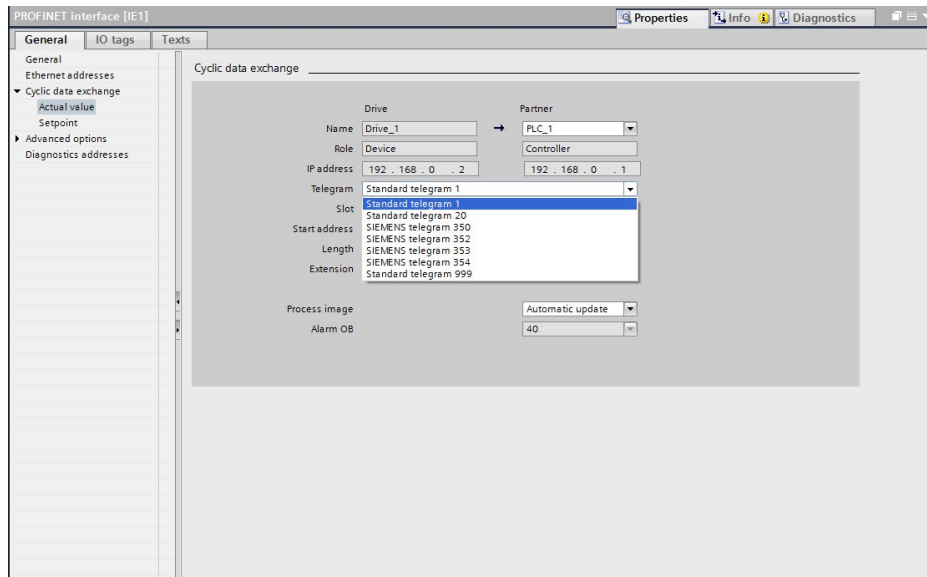 PROFINET interface [IE1]
Properties Info Diagnostics
General IO tags Texts
General
Ethernet addresses
Cyclic data exchange
Actual value
Setpoint
Advanced options
Diagnostics addresses
Cyclic data exchange
Drive Partner
Name Drive_1 PLC_1
Role Device Controller
IP address 192 . 168 . 0 . 2 192 . 168 . 0 . 1
Telegram Standard telegram 1
Slot
Start address
Length
Extension
Standard telegram 1
Standard telegram 20
SIEMENS telegram 350
SIEMENS telegram 352
SIEMENS telegram 353
SIEMENS telegram 354
Standard telegram 999
Process image Automatic update
Alarm OB 40